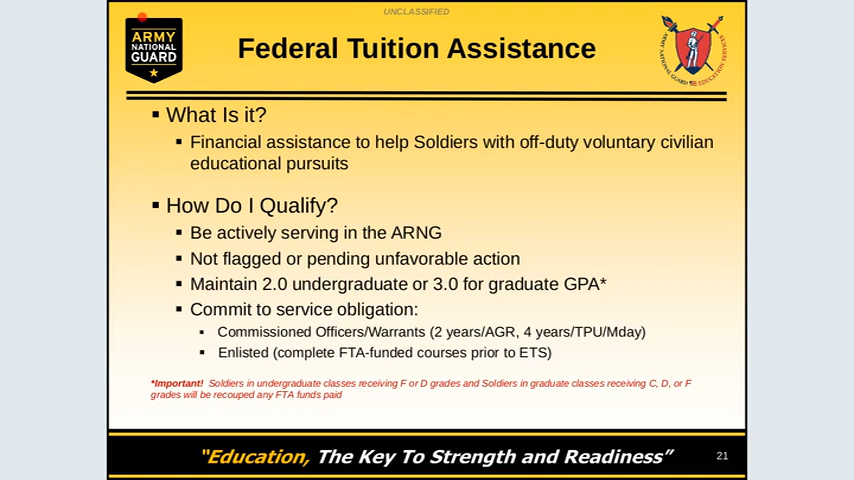 UNCLASSIFIED
ARMY
NATIONAL
GUARD
Federal Tuition Assistance
ARMY NATIONAL GUARD
▪ What Is it?
▪ Financial assistance to help Soldiers with off-duty voluntary civilian
educational pursuits
▪ How Do I Qualify?
▪ Be actively serving in the ARNG
▪ Not flagged or pending unfavorable action
▪ Maintain 2.0 undergraduate or 3.0 for graduate GPA*
▪ Commit to service obligation:
▪ Commissioned Officers/Warrants (2 years/AGR, 4 years/TPU/Mday)
▪ Enlisted (complete FTA-funded courses prior to ETS)
*Important! Soldiers in undergraduate classes receiving F or D grades and Soldiers in graduate classes receiving C, D, or F
grades will be recouped any FTA funds paid
“Education, The Key To Strength and Readiness”
21